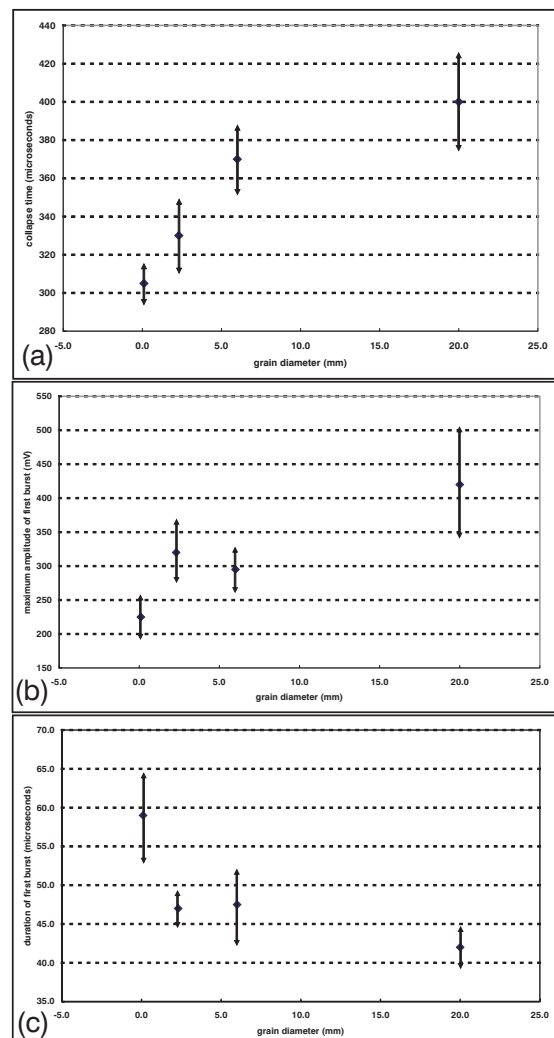 440
420
400
380
360
340
320
300
280
collapse time (microseconds)
-5.0 0.0 5.0 10.0 15.0 20.0 25.0
grain diameter (mm)
(a)
550
500
450
400
350
300
250
200
150
maximum amplitude of first burst (mV)
-5.0 0.0 5.0 10.0 15.0 20.0 25.0
grain diameter (mm)
(b)
70.0
65.0
60.0
55.0
50.0
45.0
40.0
35.0
duration of first burst (microseconds)
-5.0 0.0 5.0 10.0 15.0 20.0 25.0
grain diameter (mm)
(c)